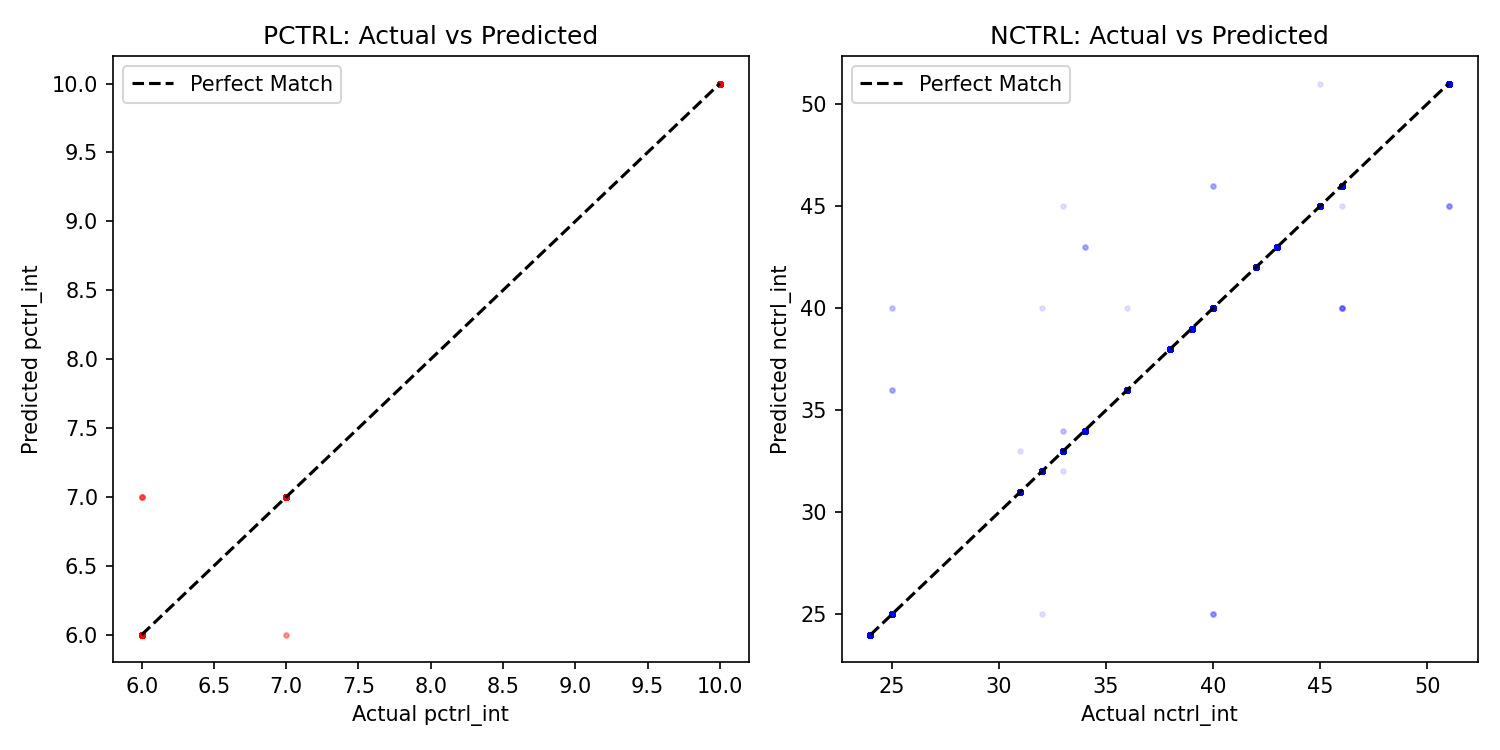 PCTRL: Actual vs Predicted
Perfect Match
10.0
9.5
9.0
8.5
8.0
7.5
7.0
6.5
6.0
Predicted pctrl_int
6.0 6.5 7.0 7.5 8.0 8.5 9.0 9.5 10.0
Actual pctrl_int
NCTRL: Actual vs Predicted
Perfect Match
50
45
40
35
30
25
Predicted nctrl_int
25 30 35 40 45 50
Actual nctrl_int